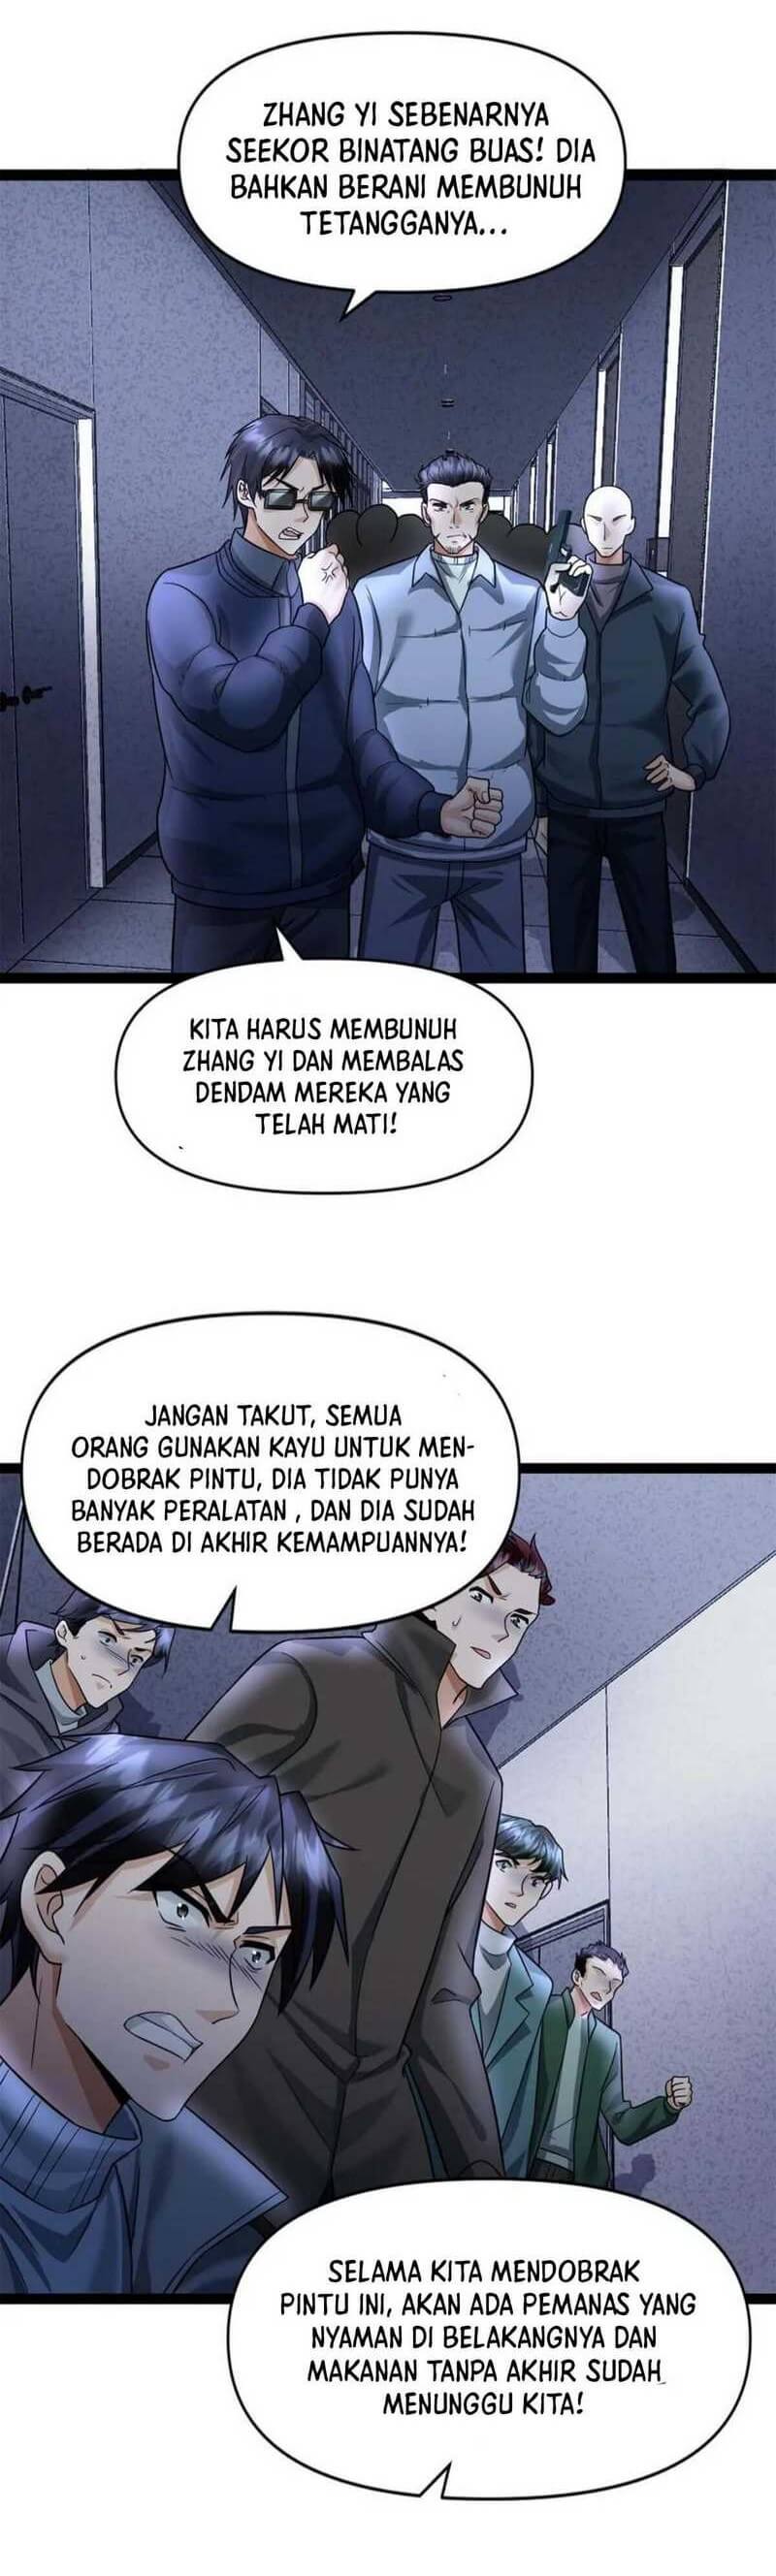 ZHANG YI SEBENARNYA
SEEKOR BINATANG BUAS! DIA
BAHKAN BERANI MEMBUNUH
TETANGGANYA...
KITA HARUS MEMBUNUH
ZHANG YI DAN MEMBALAS
DENDAM MEREKA YANG
TELAH MATI!
JANGAN TAKUT, SEMUA
ORANG GUNAKAN KAYU UNTUK MEN-
DOBRAK PINTU, DIA TIDAK PUNYA
BANYAK PERALATAN , DAN DIA SUDAH
BERADA DI AKHIR KEMAMPUANNYA!
SELAMA KITA MENDOBRAK
PINTU INI, AKAN ADA PEMANAS YANG
NYAMAN DI BELAKANGNYA DAN
MAKANAN TANPA AKHIR SUDAH
MENUNGGU KITA!